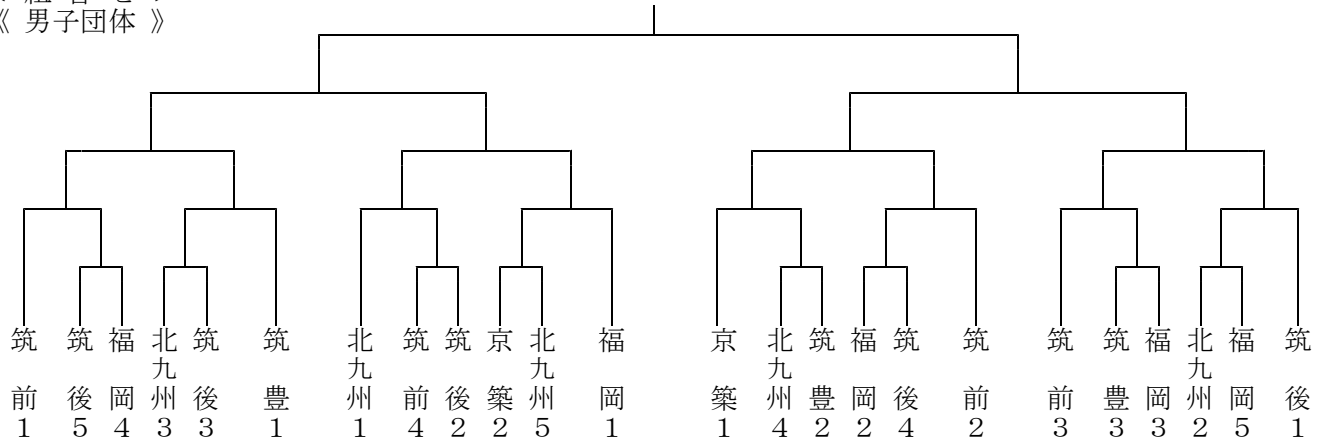 《 男子団体 》
筑前1
筑後5
福岡4
北九州3
筑後3
筑豊1
北九州1
筑前4
筑後2
京築2
北九州5
福岡1
京築1
北九州4
筑豊2
福岡2
筑後4
筑前2
筑前3
筑豊3
福岡3
北九州2
福岡5
筑後1